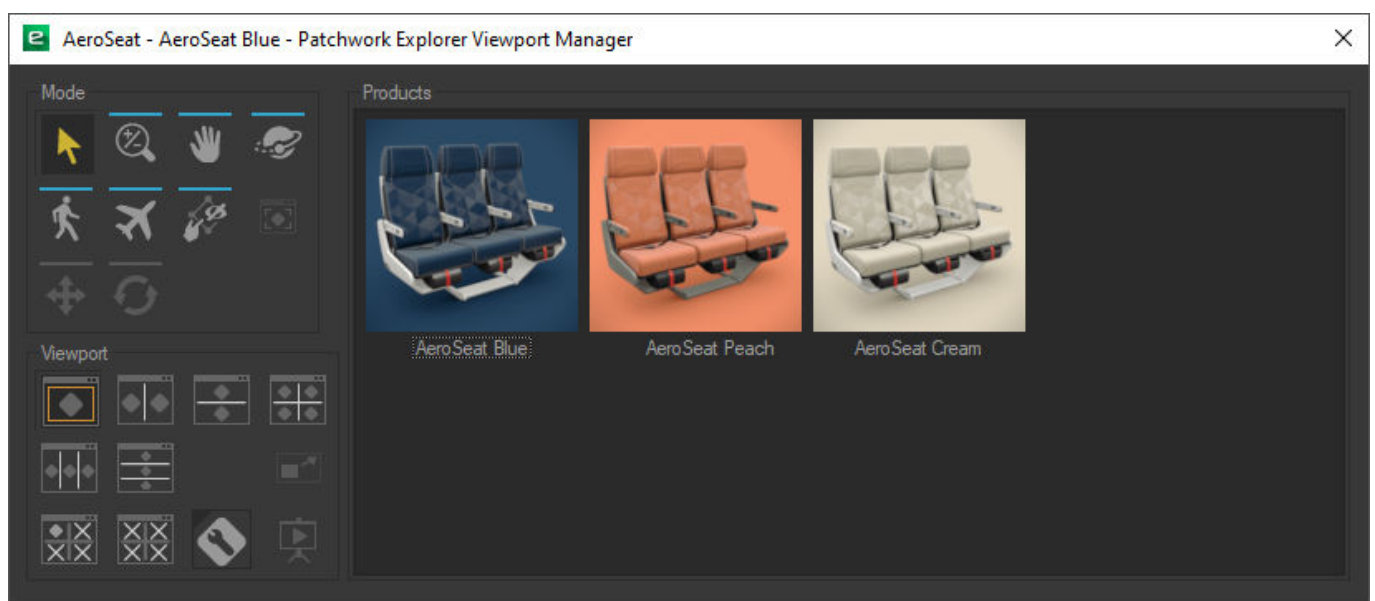 AeroSeat - AeroSeat Blue - Patchwork Explorer Viewport Manager
Mode
Products
AeroSeat Blue
AeroSeat Peach
AeroSeat Cream
Viewport